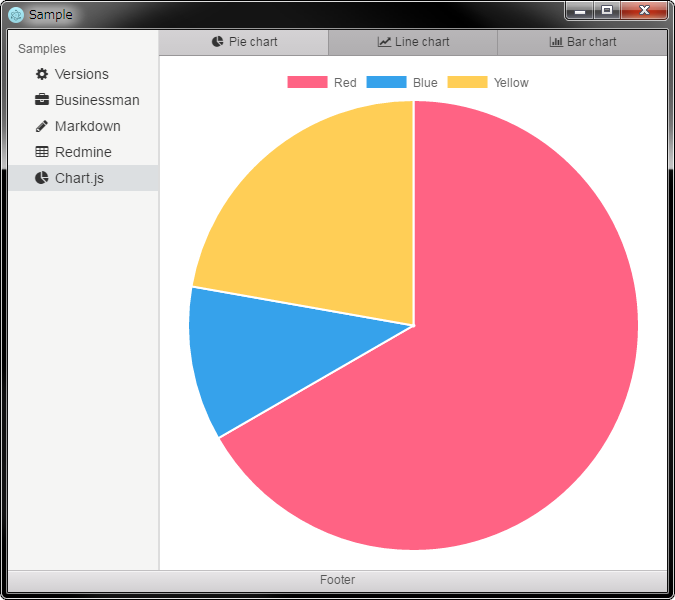 Sample
Samples
Versions
Businessman
Markdown
Redmine
Chart.js
Pie chart
Line chart
Bar chart
Red
Blue
Yellow
Footer